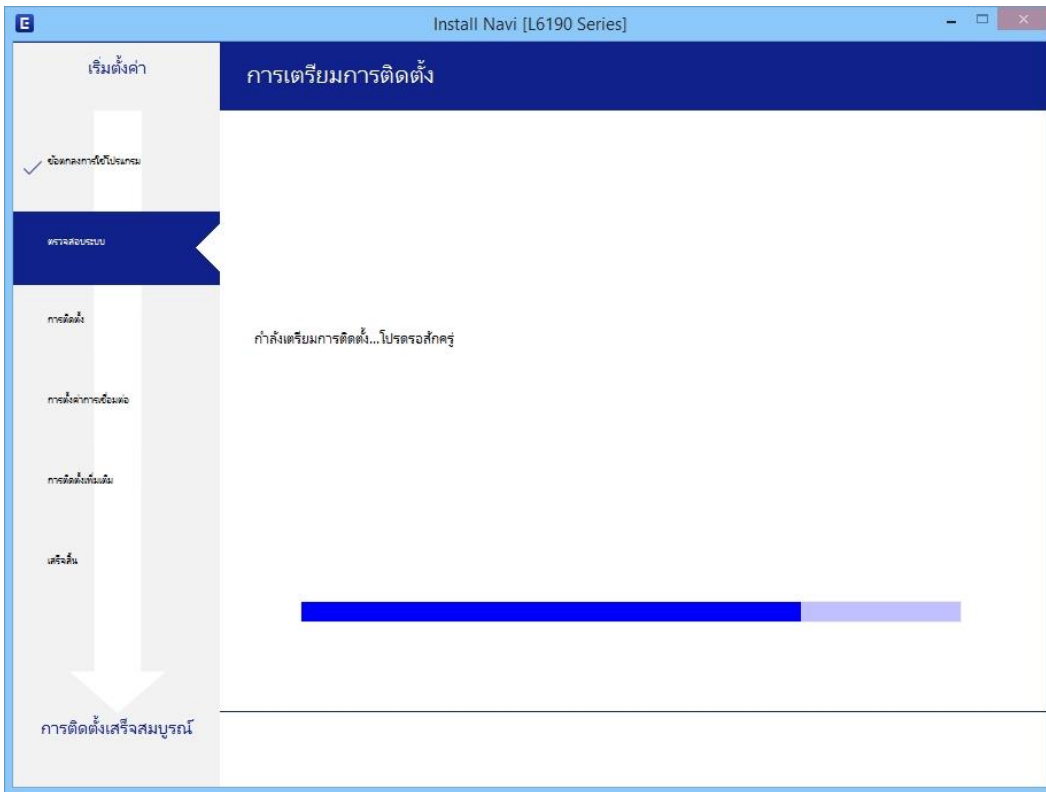 Install Navi [L6190 Series]
เริ่มตั้งค่า
การเตรียมการติดตั้ง
ข้อตกลงการใช้โปรแกรม
ตรวจสอบระบบ
การติดตั้ง
กำลังเตรียมการติดตั้ง...โปรดรอสักครู่
การตั้งค่าการเชื่อมต่อ
การติดตั้งเพิ่มเติม
เสร็จสิ้น
การติดตั้งเสร็จสมบูรณ์